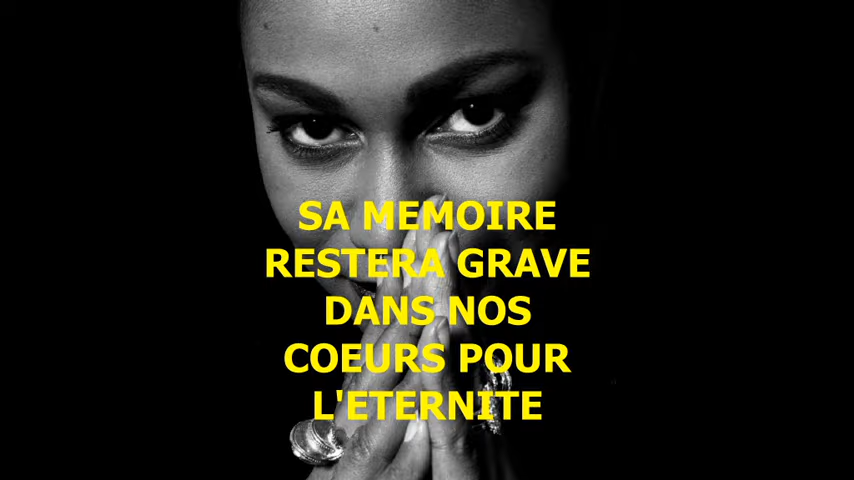 SA MEMOIRE
RESTERA GRAVE
DANS NOS
COEURS POUR
L'ETERNITE